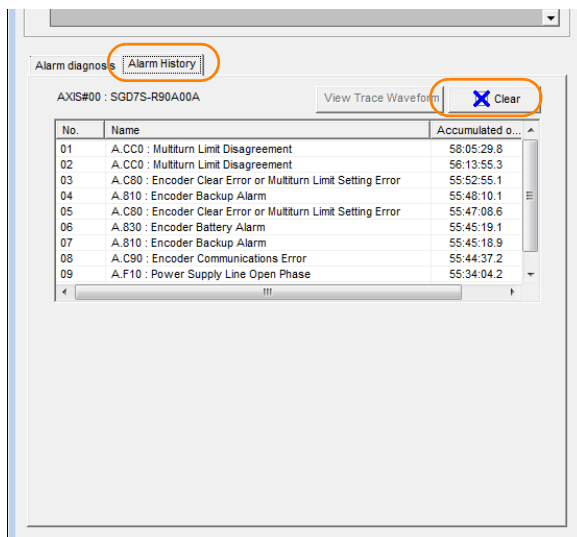 Alarm diagnosis Alarm History
AXIS#00 : SGD7S-R90A00A View Trace Waveform Clear
No. Name Accumulated o...
01 A.CC0 : Multiturn Limit Disagreement 58:05:29.8
02 A.CC0 : Multiturn Limit Disagreement 56:13:55.3
03 A.C80 : Encoder Clear Error or Multiturn Limit Setting Error 55:52:55.1
04 A.810 : Encoder Backup Alarm 55:48:10.1
05 A.C80 : Encoder Clear Error or Multiturn Limit Setting Error 55:47:08.6
06 A.830 : Encoder Battery Alarm 55:45:19.1
07 A.810 : Encoder Backup Alarm 55:45:18.9
08 A.C90 : Encoder Communications Error 55:44:37.2
09 A.F10 : Power Supply Line Open Phase 55:34:04.2